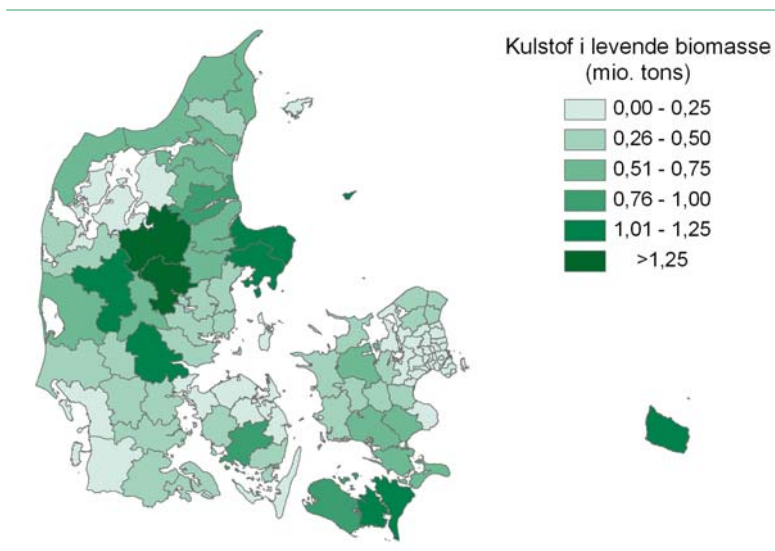 Kulstof i levende biomasse
(mio. tons)
0,00 - 0,25
0,26 - 0,50
0,51 - 0,75
0,76 - 1,00
1,01 - 1,25
>1,25